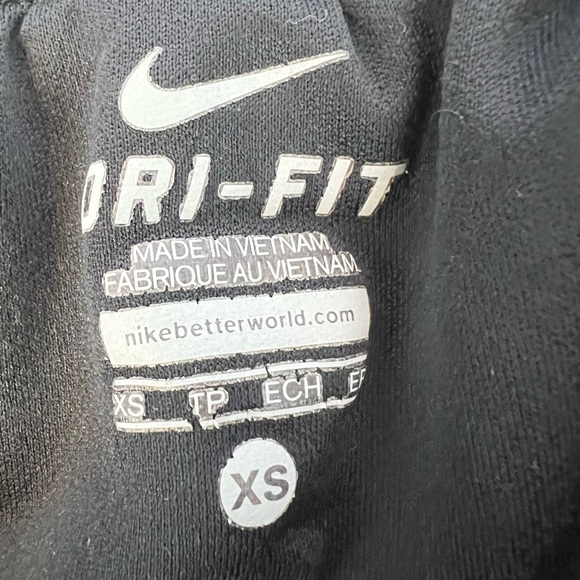 DRI-FIT
MADE IN VIETNAM
FABRIQUE AU VIETNAM
nikebetterworld.com
XS TP ECH
XS